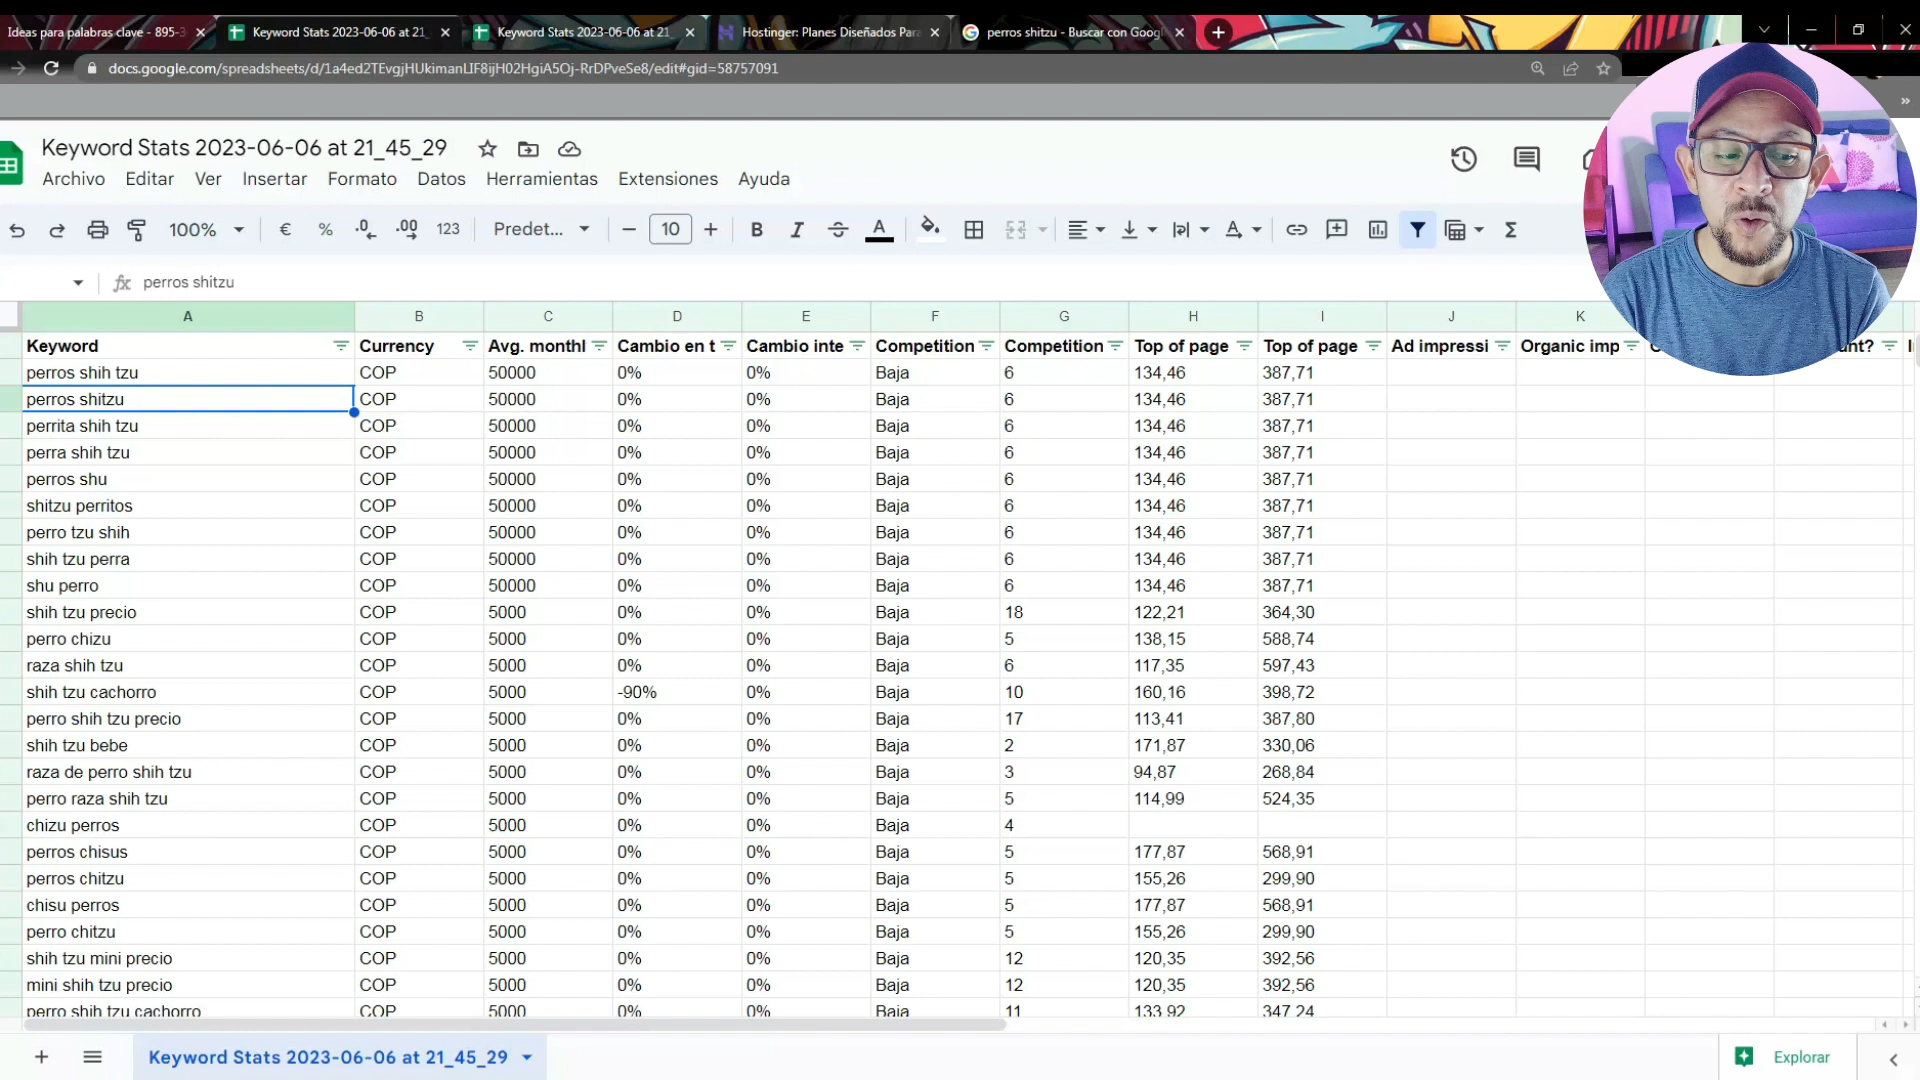 Ideas para palabras clave - 895-3
Keyword Stats 2023-06-06 at 21_
Keyword Stats 2023-06-06 at 21_
Hostinger: Planes Diseñados Par
perros shitzu - Buscar con Googl
docs.google.com/spreadsheets/d/1a4ed2TEvgjHUkimanLIF8ijH02HgiA5Oj-RrDPveSe8/edit#gid=58757091
Keyword Stats 2023-06-06 at 21_45_29
Archivo Editar Ver Insertar Formato Datos Herramientas Extensiones Ayuda
100% € % .0 .00 123 Predet... 10 B I A
fx perros shitzu
A B C D E F G H I J K
Keyword Currency Avg. monthl Cambio en t Cambio inte Competition Competition Top of page Top of page Ad impressi Organic imp unt?
perros shih tzu COP 50000 0% 0% Baja 6 134,46 387,71
perros shitzu COP 50000 0% 0% Baja 6 134,46 387,71
perrita shih tzu COP 50000 0% 0% Baja 6 134,46 387,71
perra shih tzu COP 50000 0% 0% Baja 6 134,46 387,71
perros shu COP 50000 0% 0% Baja 6 134,46 387,71
shitzu perritos COP 50000 0% 0% Baja 6 134,46 387,71
perro tzu shih COP 50000 0% 0% Baja 6 134,46 387,71
shih tzu perra COP 50000 0% 0% Baja 6 134,46 387,71
shu perro COP 50000 0% 0% Baja 6 134,46 387,71
shih tzu precio COP 5000 0% 0% Baja 18 122,21 364,30
perro chizu COP 5000 0% 0% Baja 5 138,15 588,74
raza shih tzu COP 5000 0% 0% Baja 6 117,35 597,43
shih tzu cachorro COP 5000 -90% 0% Baja 10 160,16 398,72
perro shih tzu precio COP 5000 0% 0% Baja 17 113,41 387,80
shih tzu bebe COP 5000 0% 0% Baja 2 171,87 330,06
raza de perro shih tzu COP 5000 0% 0% Baja 3 94,87 268,84
perro raza shih tzu COP 5000 0% 0% Baja 5 114,99 524,35
chizu perros COP 5000 0% 0% Baja 4
perros chisus COP 5000 0% 0% Baja 5 177,87 568,91
perros chitzu COP 5000 0% 0% Baja 5 155,26 299,90
chisu perros COP 5000 0% 0% Baja 5 177,87 568,91
perro chitzu COP 5000 0% 0% Baja 5 155,26 299,90
shih tzu mini precio COP 5000 0% 0% Baja 12 120,35 392,56
mini shih tzu precio COP 5000 0% 0% Baja 12 120,35 392,56
perro shih tzu cachorro COP 5000 0% 0% Baja 11 133,92 347,24
Keyword Stats 2023-06-06 at 21_45_29
Explorar